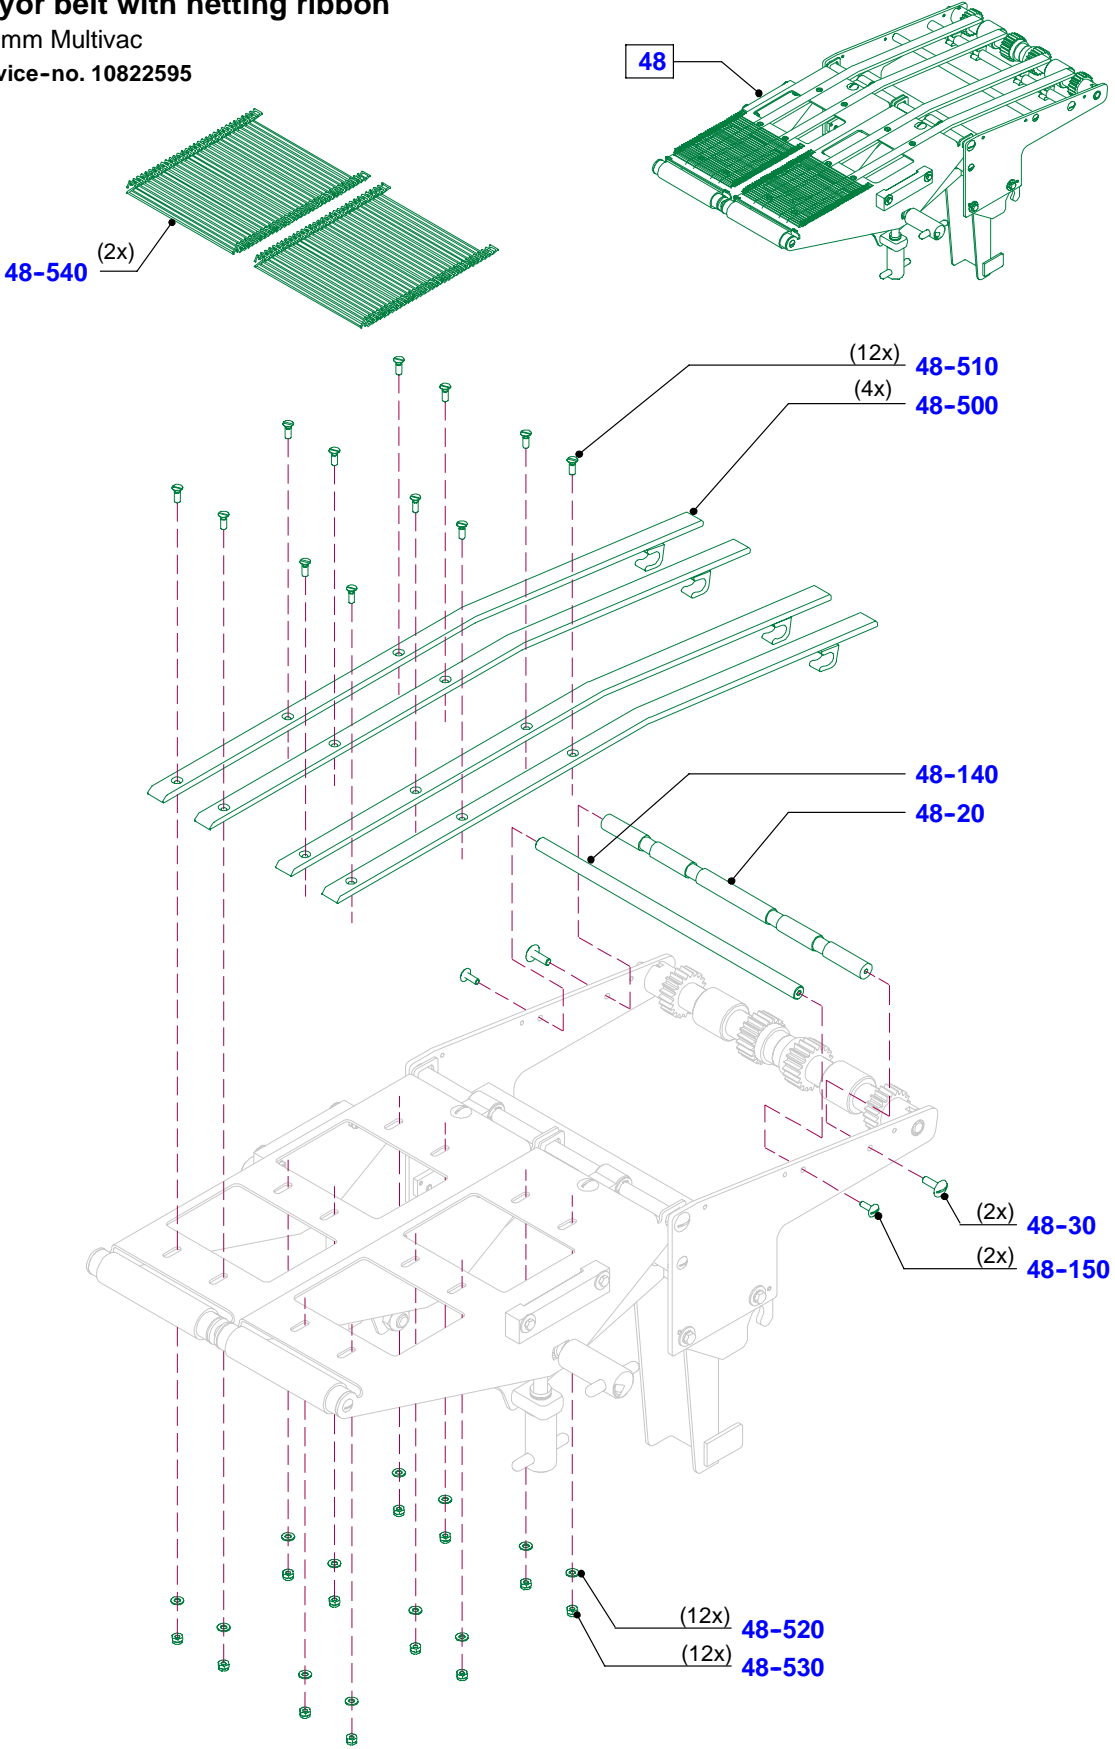 yor belt with netting ribbon
mm Multivac
vice-no. 10822595
48
(2x)
48-540
(12x) 48-510
(4x) 48-500
48-140
48-20
(2x) 48-30
(2x) 48-150
(12x) 48-520
(12x) 48-530